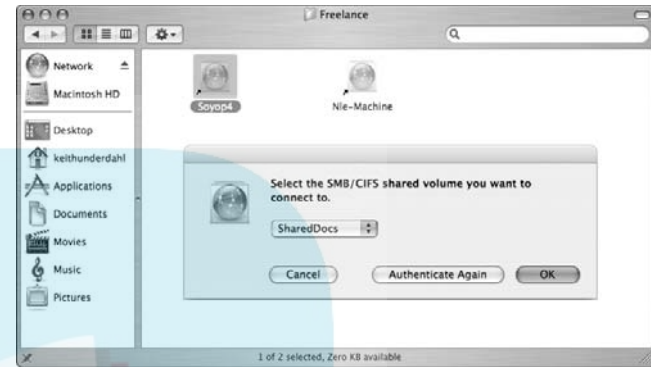 Freelance
Network
Macintosh HD
Desktop
keithunderdahl
Applications
Documents
Movies
Music
Pictures
Soyop4
Nle-Machine
Select the SMB/CIFS shared volume you want to
connect to.
SharedDocs
Cancel
Authenticate Again
OK
1 of 2 selected, Zero KB available